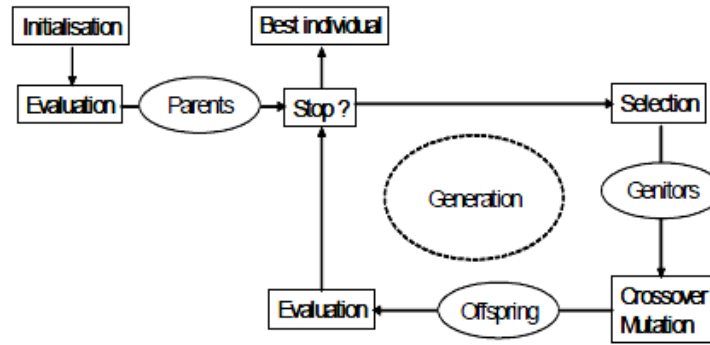 Initialisation
Best individual
Evaluation
Parents
Stop ?
Selection
Generation
Genitors
Evaluation
Offspring
Crossover
Mutation